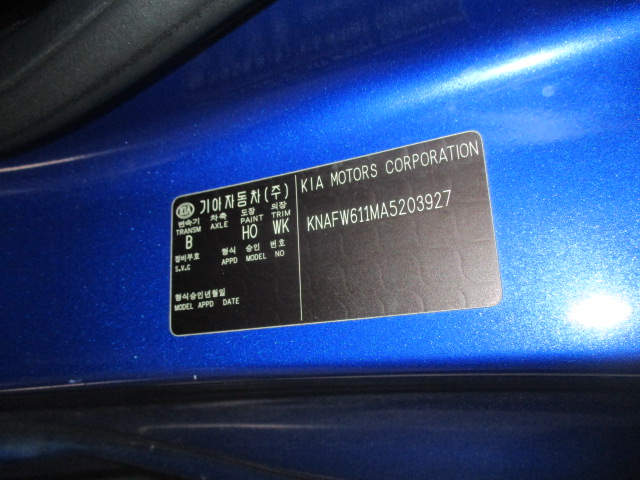 KIA 기아자동차(주)
변속기 차축 도장 외장
TRANSM AXLE PAINT TRIM
B HO WK
정비부호 형식 승인 번호
S.V.C APPD MODEL NO
형식승인년월일
MODEL APPD DATE
KIA MOTORS CORPORATION
KNAFW611MA5203927